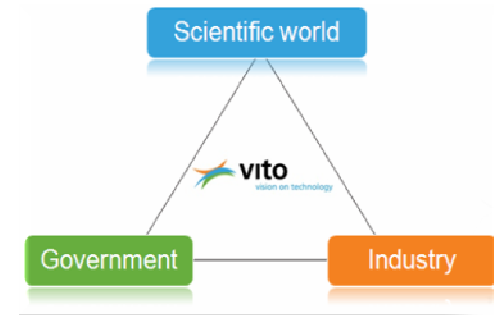 Scientific world
vito
vision on technology
Government
Industry